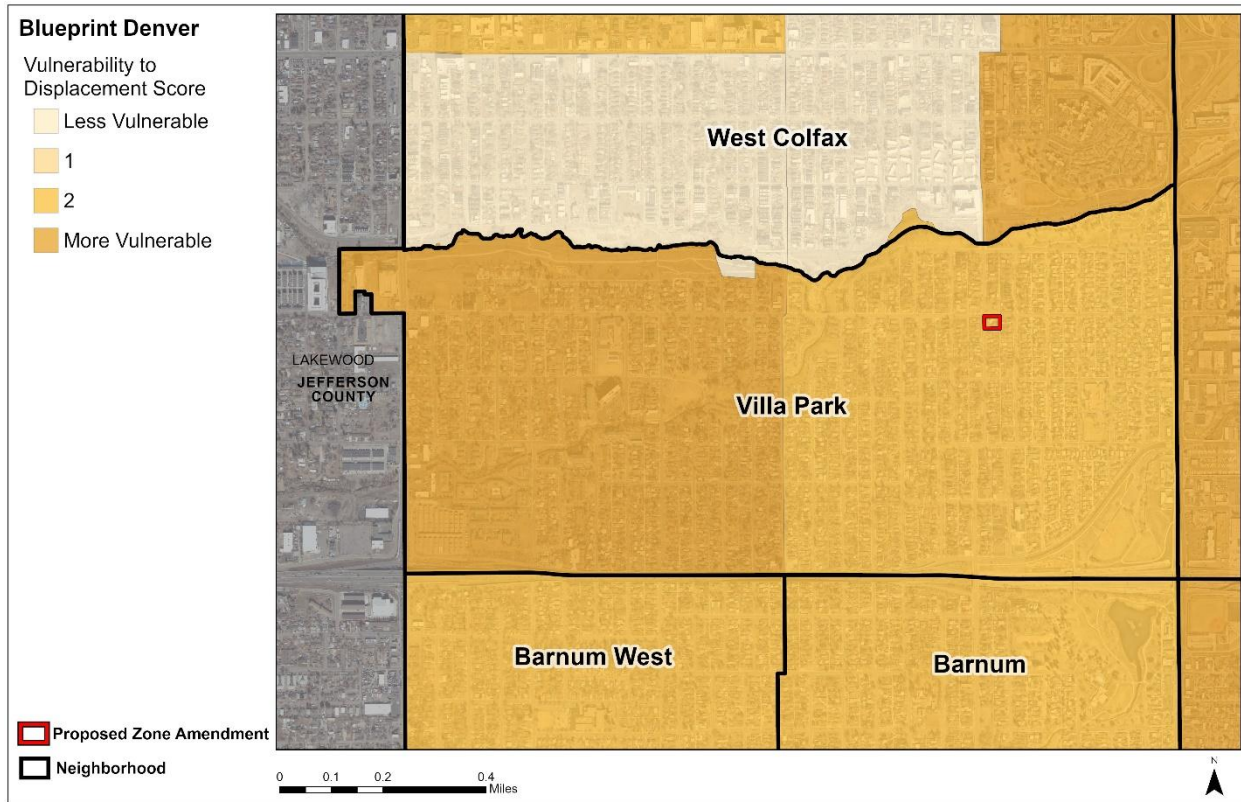 Blueprint Denver
Vulnerability to
Displacement Score
Less Vulnerable
1
2
More Vulnerable
West Colfax
LAKEWOOD
JEFFERSON
COUNTY
Villa Park
Barnum West
Barnum
Proposed Zone Amendment
Neighborhood
0 0.1 0.2 0.4
Miles
N